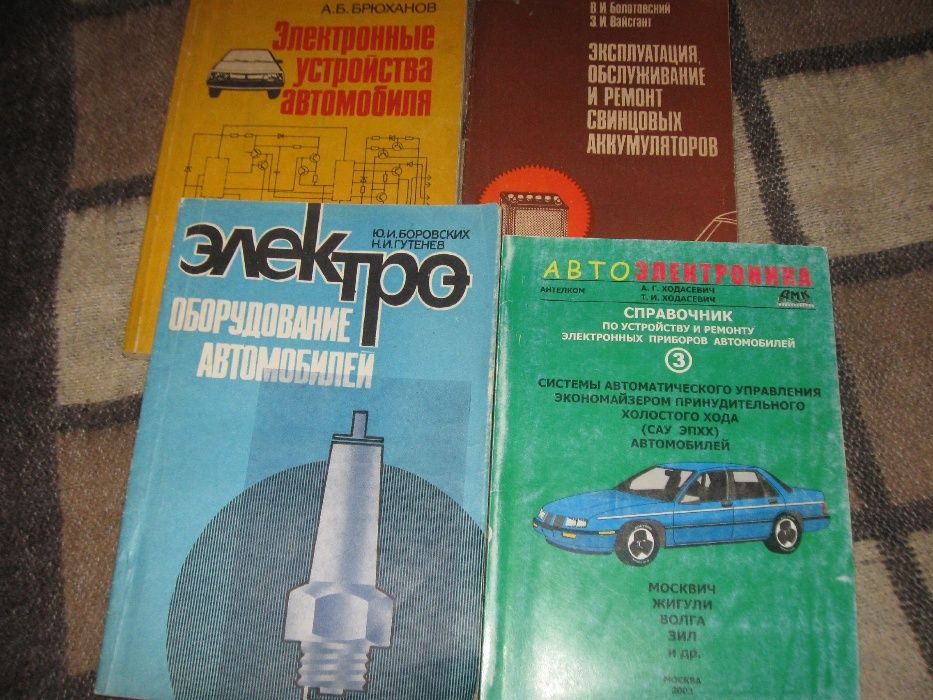 А.Б. БРЮХАНОВ
Электронные
устройства
автомобиля
В И Болотовский
З. И. Вайсгант
ЭКСПЛУАТАЦИЯ,
ОБСЛУЖИВАНИЕ
И РЕМОНТ
СВИНЦОВЫХ
АККУМУЛЯТОРОВ
Ю.И.БОРОВСКИХ
Н.И.ГУТЕНЕВ
ЭЛЕКТРО
ОБОРУДОВАНИЕ
АВТОМОБИЛЕЙ
АВТОЭЛЕКТРОНИКА
АНТЕЛКОМ
А. Г. ХОДАСЕВИЧ
Т. И. ХОДАСЕВИЧ
ДМК
СПРАВОЧНИК
ПО УСТРОЙСТВУ И РЕМОНТУ
ЭЛЕКТРОННЫХ ПРИБОРОВ АВТОМОБИЛЕЙ
3
СИСТЕМЫ АВТОМАТИЧЕСКОГО УПРАВЛЕНИЯ
ЭКОНОМАЙЗЕРОМ ПРИНУДИТЕЛЬНОГО
ХОЛОСТОГО ХОДА
(САУ ЭПХХ)
АВТОМОБИЛЕЙ
МОСКВИЧ
ЖИГУЛИ
ВОЛГА
ЗИЛ
и др.
МОСКВА
2003